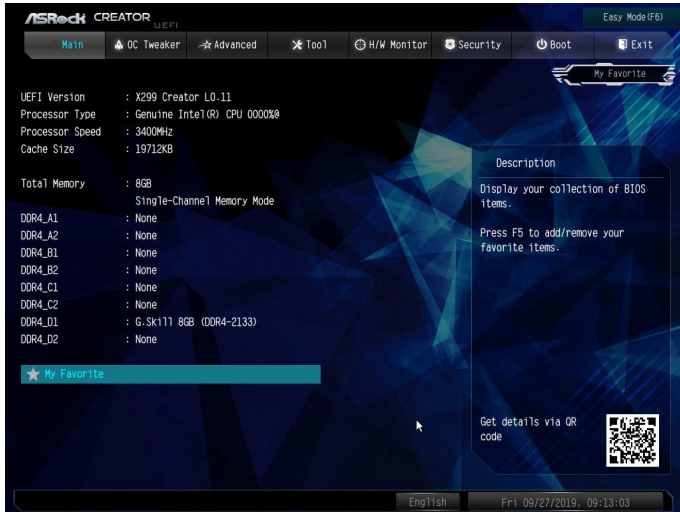 ASRock CREATOR UEFI
Easy Mode(F6)
Main OC Tweaker Advanced Tool H/W Monitor Security Boot Exit
My Favorite
UEFI Version : X299 Creator L0.11
Processor Type : Genuine Intel(R) CPU 0000%@
Processor Speed : 3400MHz
Cache Size : 19712KB
Total Memory : 8GB
Single-Channel Memory Mode
DDR4_A1 : None
DDR4_A2 : None
DDR4_B1 : None
DDR4_B2 : None
DDR4_C1 : None
DDR4_C2 : None
DDR4_D1 : G.Skill 8GB (DDR4-2133)
DDR4_D2 : None
My Favorite
Description
Display your collection of BIOS
items.
Press F5 to add/remove your
favorite items.
Get details via QR
code
English
Fri 09/27/2019. 09:13:03